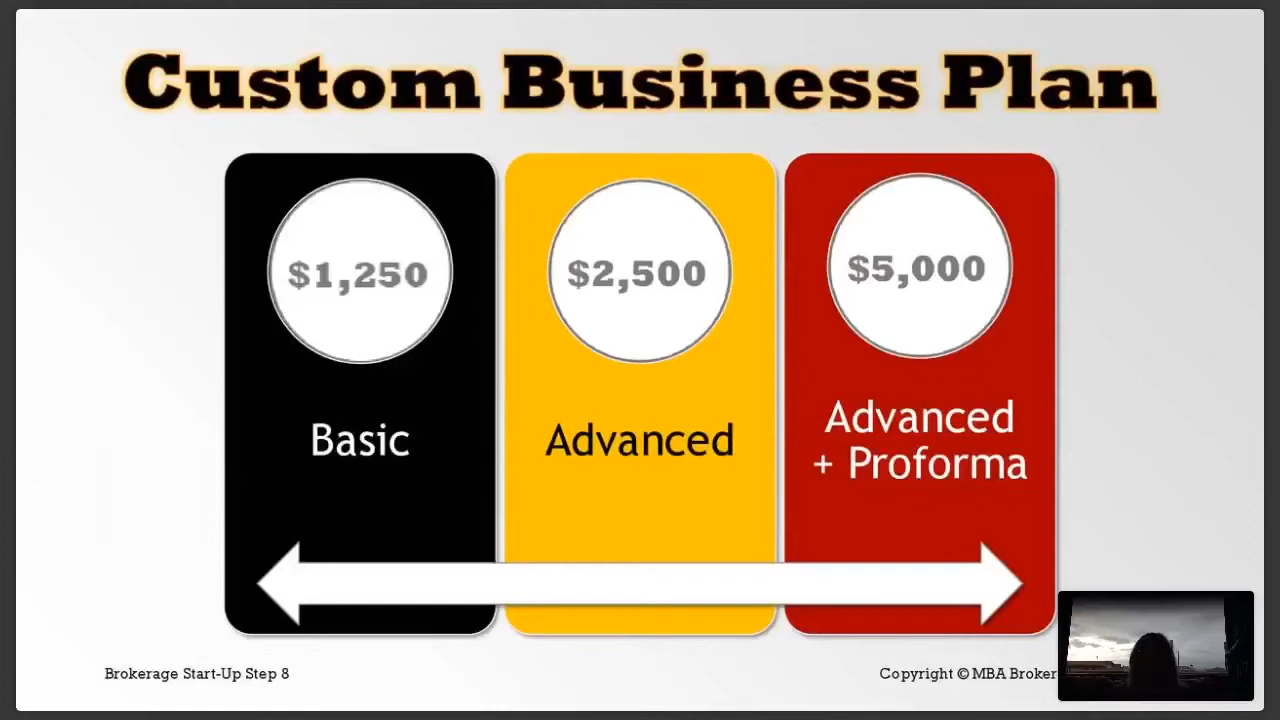 Custom Business Plan
$1,250
$2,500
$5,000
Basic
Advanced
Advanced
+ Proforma
Brokerage Start-Up Step 8
Copyright © MBA Broker